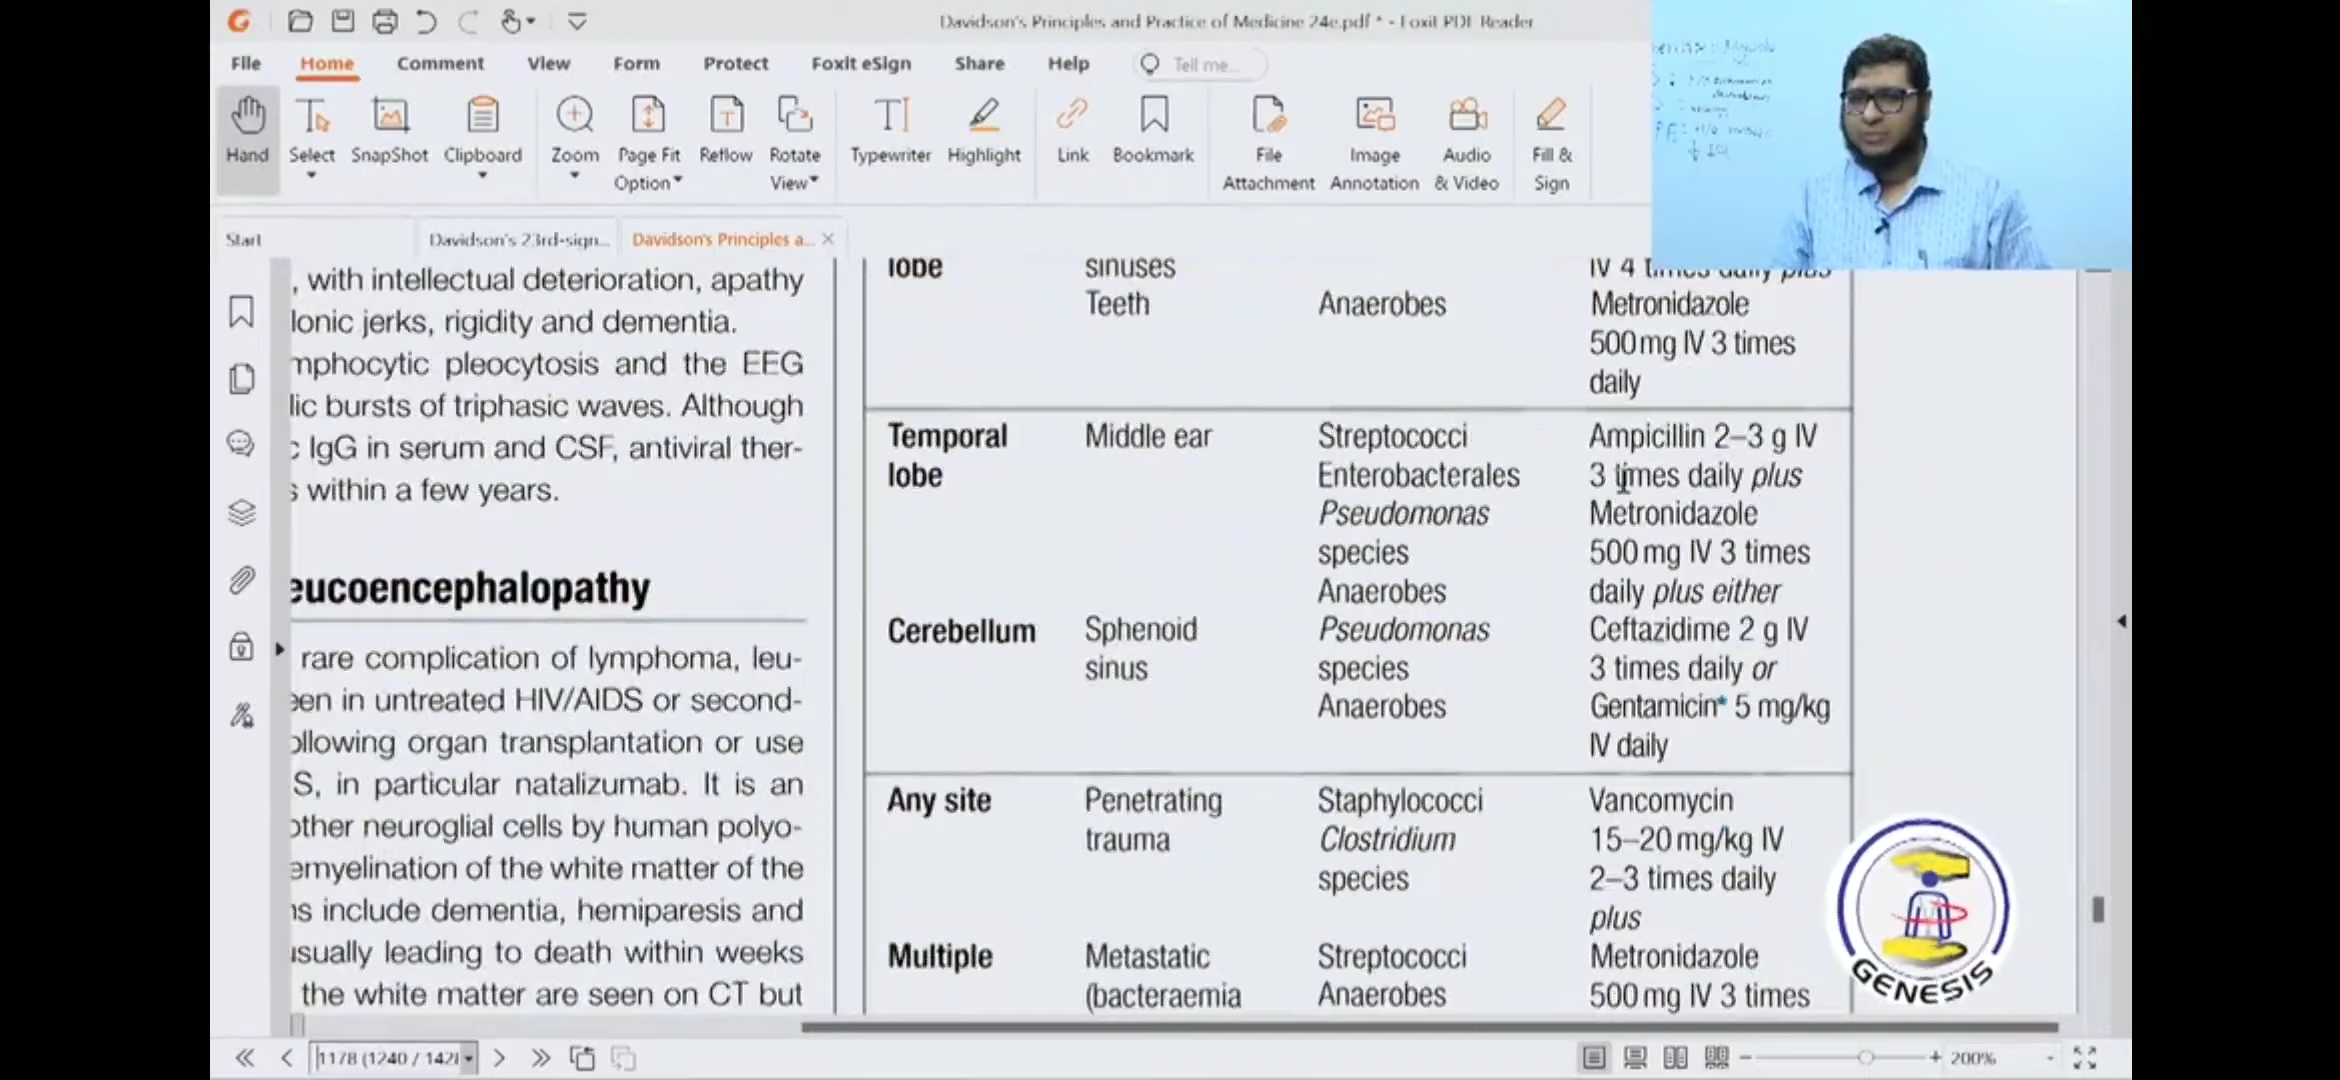 Davidson's Principles and Practice of Medicine 24e.pdf * - Foxit PDF Reader
File Home Comment View Form Protect Foxit eSign Share Help Tell me...
Hand Select SnapShot Clipboard Zoom Page Fit Option Reflow Rotate View Typewriter Highlight Link Bookmark File Attachment Image Annotation Audio & Video Fill & Sign
Start Davidson's 23rd-sign... Davidson's Principles a...
, with intellectual deterioration, apathy
lonic jerks, rigidity and dementia.
mphocytic pleocytosis and the EEG
lic bursts of triphasic waves. Although
c IgG in serum and CSF, antiviral ther-
s within a few years.
eucoencephalopathy
rare complication of lymphoma, leu-
een in untreated HIV/AIDS or second-
ollowing organ transplantation or use
S, in particular natalizumab. It is an
other neuroglial cells by human polyo-
emyelination of the white matter of the
ns include dementia, hemiparesis and
usually leading to death within weeks
the white matter are seen on CT but
lobe sinuses IV 4 times daily plus
Teeth Anaerobes Metronidazole
500 mg IV 3 times
daily
Temporal Middle ear Streptococci Ampicillin 2–3 g IV
lobe Enterobacterales 3 times daily plus
Pseudomonas Metronidazole
species 500 mg IV 3 times
Anaerobes daily plus either
Cerebellum Sphenoid Pseudomonas Ceftazidime 2 g IV
sinus species 3 times daily or
Anaerobes Gentamicin* 5 mg/kg
IV daily
Any site Penetrating Staphylococci Vancomycin
trauma Clostridium 15–20 mg/kg IV
species 2–3 times daily
plus
Multiple Metastatic Streptococci Metronidazole
(bacteraemia Anaerobes 500 mg IV 3 times
GENESIS
1178 (1240 / 142 200%